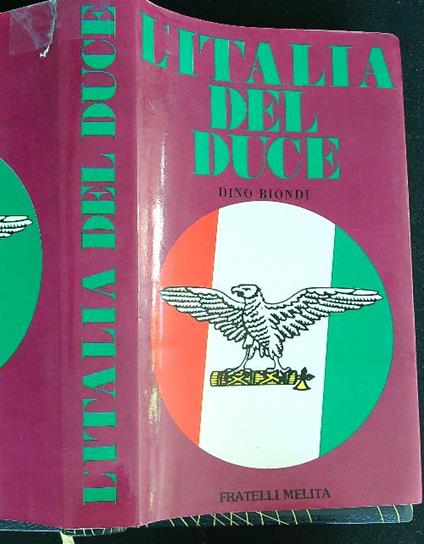 L'ITALIA DEL DUCE
L'ITALIA
DEL
DUCE
DINO BIONDI
FRATELLI MELITA